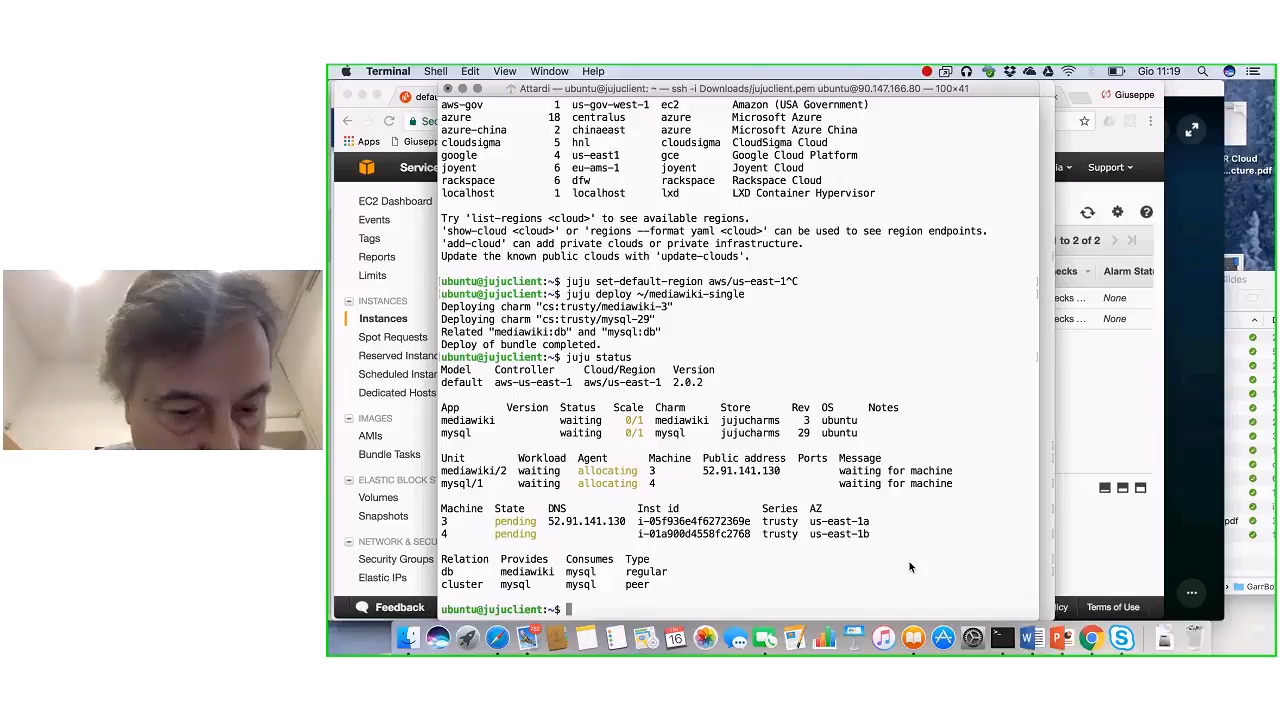 Terminal Shell Edit View Window Help Gio 11:19
Attardi — ubuntu@jujuclient: ~ — ssh -i Downloads/jujuclient.pem ubuntu@90.147.166.80 — 100×41
Giuseppe
Apps
Support
EC2 Dashboard
Events
Tags
Reports
Limits
INSTANCES
Instances
Spot Requests
Dedicated Hosts
IMAGES
AMIs
Bundle Tasks
Volumes
Snapshots
Security Groups
Elastic IPs
Feedback
aws-gov 1 us-gov-west-1 ec2 Amazon (USA Government)
azure 18 centralus azure Microsoft Azure
azure-china 2 chinaeast azure Microsoft Azure China
cloudsigma 5 hnl cloudsigma CloudSigma Cloud
google 4 us-east1 gce Google Cloud Platform
joyent 6 eu-ams-1 joyent Joyent Cloud
rackspace 6 dfw rackspace Rackspace Cloud
localhost 1 localhost lxd LXD Container Hypervisor
Try 'list-regions <cloud>' to see available regions.
'show-cloud <cloud>' or 'regions --format yaml <cloud>' can be used to see region endpoints.
'add-cloud' can add private clouds or private infrastructure.
Update the known public clouds with 'update-clouds'.
ubuntu@jujuclient:~$ juju set-default-region aws/us-east-1^C
ubuntu@jujuclient:~$ juju deploy ~/mediawiki-single
Deploying charm "cs:trusty/mediawiki-3"
Deploying charm "cs:trusty/mysql-29"
Related "mediawiki:db" and "mysql:db"
Deploy of bundle completed.
ubuntu@jujuclient:~$ juju status
Model Controller Cloud/Region Version
default aws-us-east-1 aws/us-east-1 2.0.2
App Version Status Scale Charm Store Rev OS Notes
mediawiki waiting 0/1 mediawiki jujucharms 3 ubuntu
mysql waiting 0/1 mysql jujucharms 29 ubuntu
Unit Workload Agent Machine Public address Ports Message
mediawiki/2 waiting allocating 3 52.91.141.130 waiting for machine
mysql/1 waiting allocating 4 waiting for machine
Machine State DNS Inst id Series AZ
3 pending 52.91.141.130 i-05f936e4f6272369e trusty us-east-1a
4 pending i-01a900d4558fc2768 trusty us-east-1b
Relation Provides Consumes Type
db mediawiki mysql regular
cluster mysql mysql peer
ubuntu@jujuclient:~$
to 2 of 2
None
None
Terms of Use
R Cloud
...cture.pdf